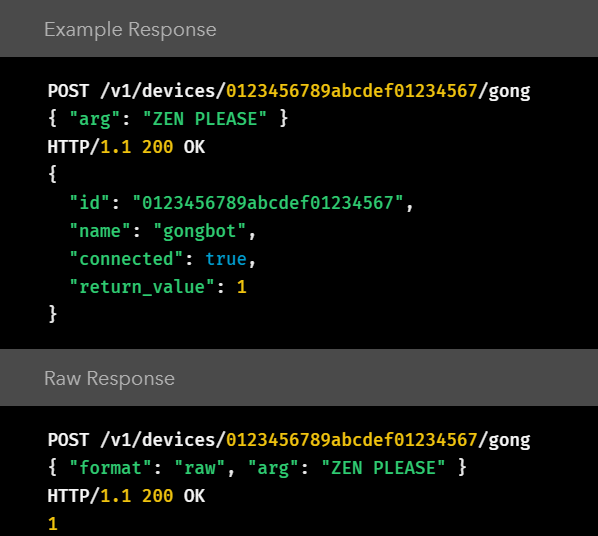 Example Response
POST /v1/devices/0123456789abcdef01234567/gong
{ "arg": "ZEN PLEASE" }
HTTP/1.1 200 OK
{
  "id": "0123456789abcdef01234567",
  "name": "gongbot",
  "connected": true,
  "return_value": 1
}
Raw Response
POST /v1/devices/0123456789abcdef01234567/gong
{ "format": "raw", "arg": "ZEN PLEASE" }
HTTP/1.1 200 OK
1